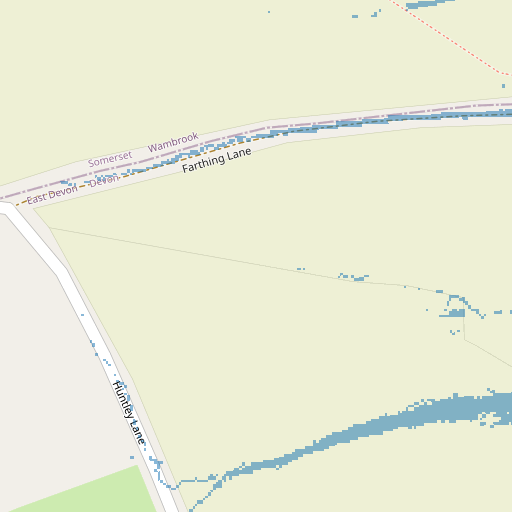 Somerset
Wambrook
East Devon
Devon
Farthing Lane
Huntley Lane